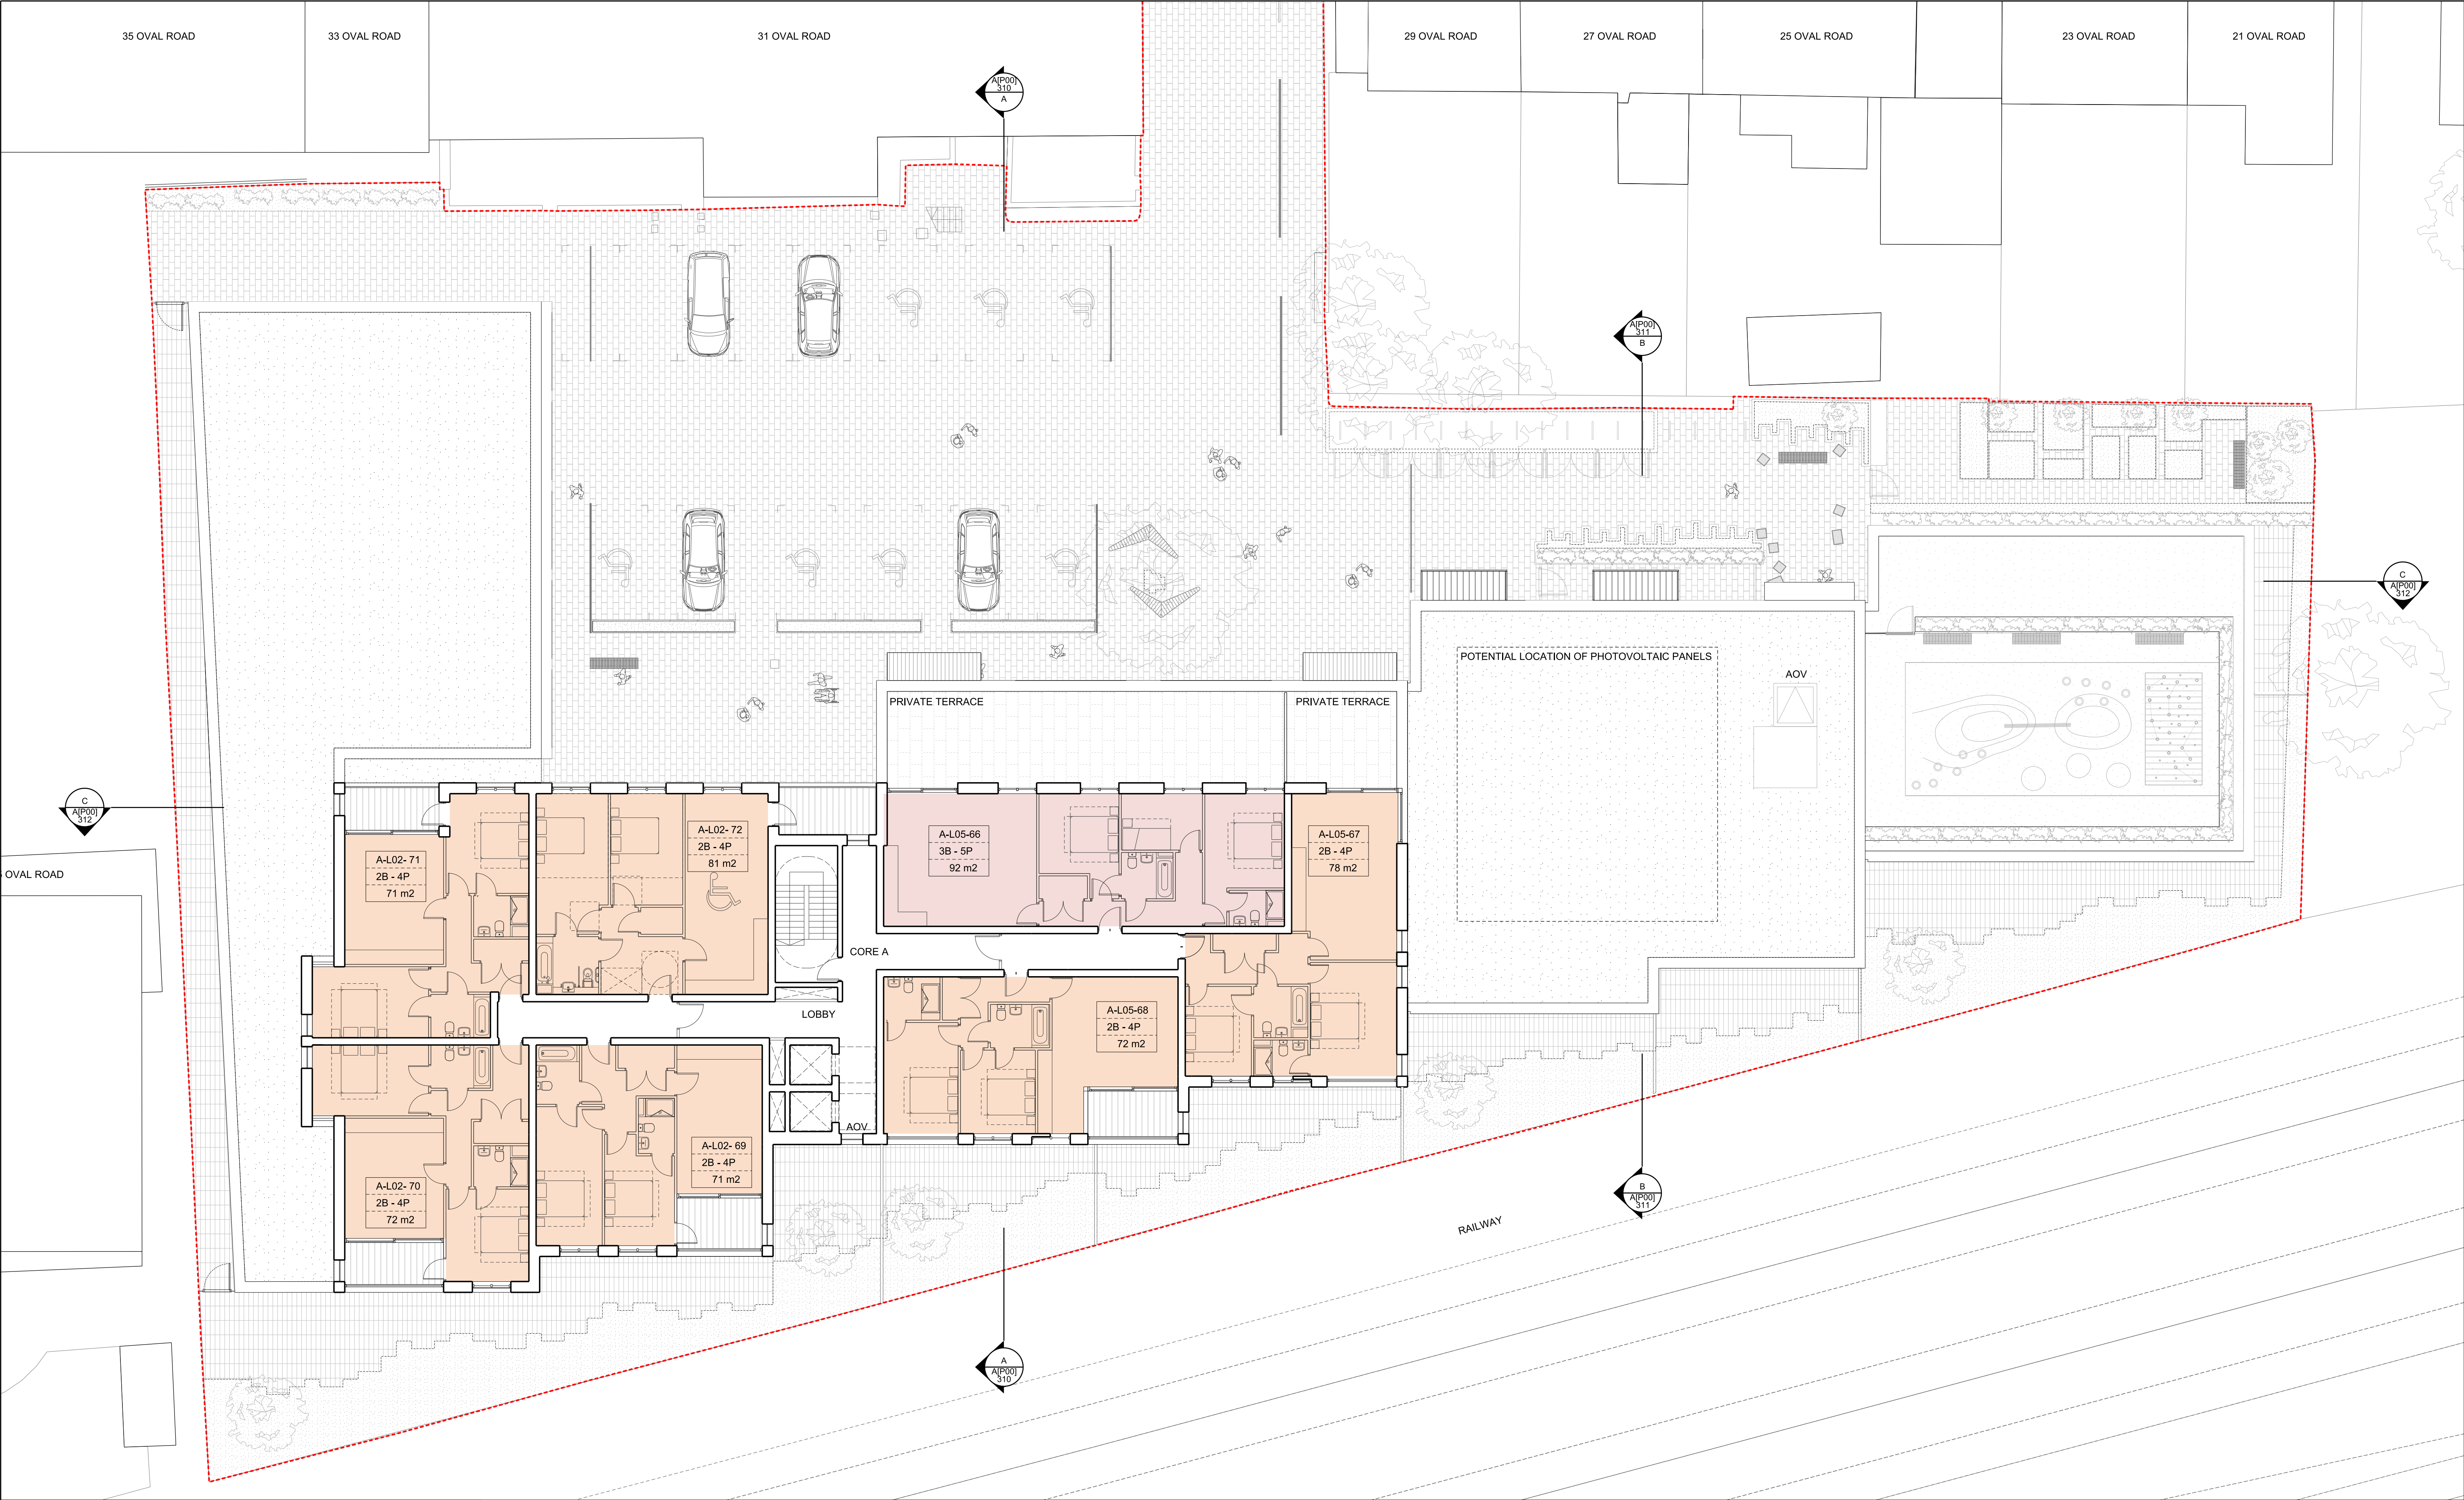 35 OVAL ROAD
33 OVAL ROAD
31 OVAL ROAD
29 OVAL ROAD
27 OVAL ROAD
25 OVAL ROAD
23 OVAL ROAD
21 OVAL ROAD
A[P00]
310
A
A[P00]
311
B
C
A[P00]
312
POTENTIAL LOCATION OF PHOTOVOLTAIC PANELS
AOV
PRIVATE TERRACE
PRIVATE TERRACE
C
A[P00]
312
OVAL ROAD
A-L02- 71
2B - 4P
71 m2
A-L02- 72
2B - 4P
81 m2
A-L05-66
3B - 5P
92 m2
A-L05-67
2B - 4P
78 m2
CORE A
LOBBY
A-L05-68
2B - 4P
72 m2
AOV
A-L02- 69
2B - 4P
71 m2
A-L02- 70
2B - 4P
72 m2
B
A[P00]
311
RAILWAY
A
A[P00]
310